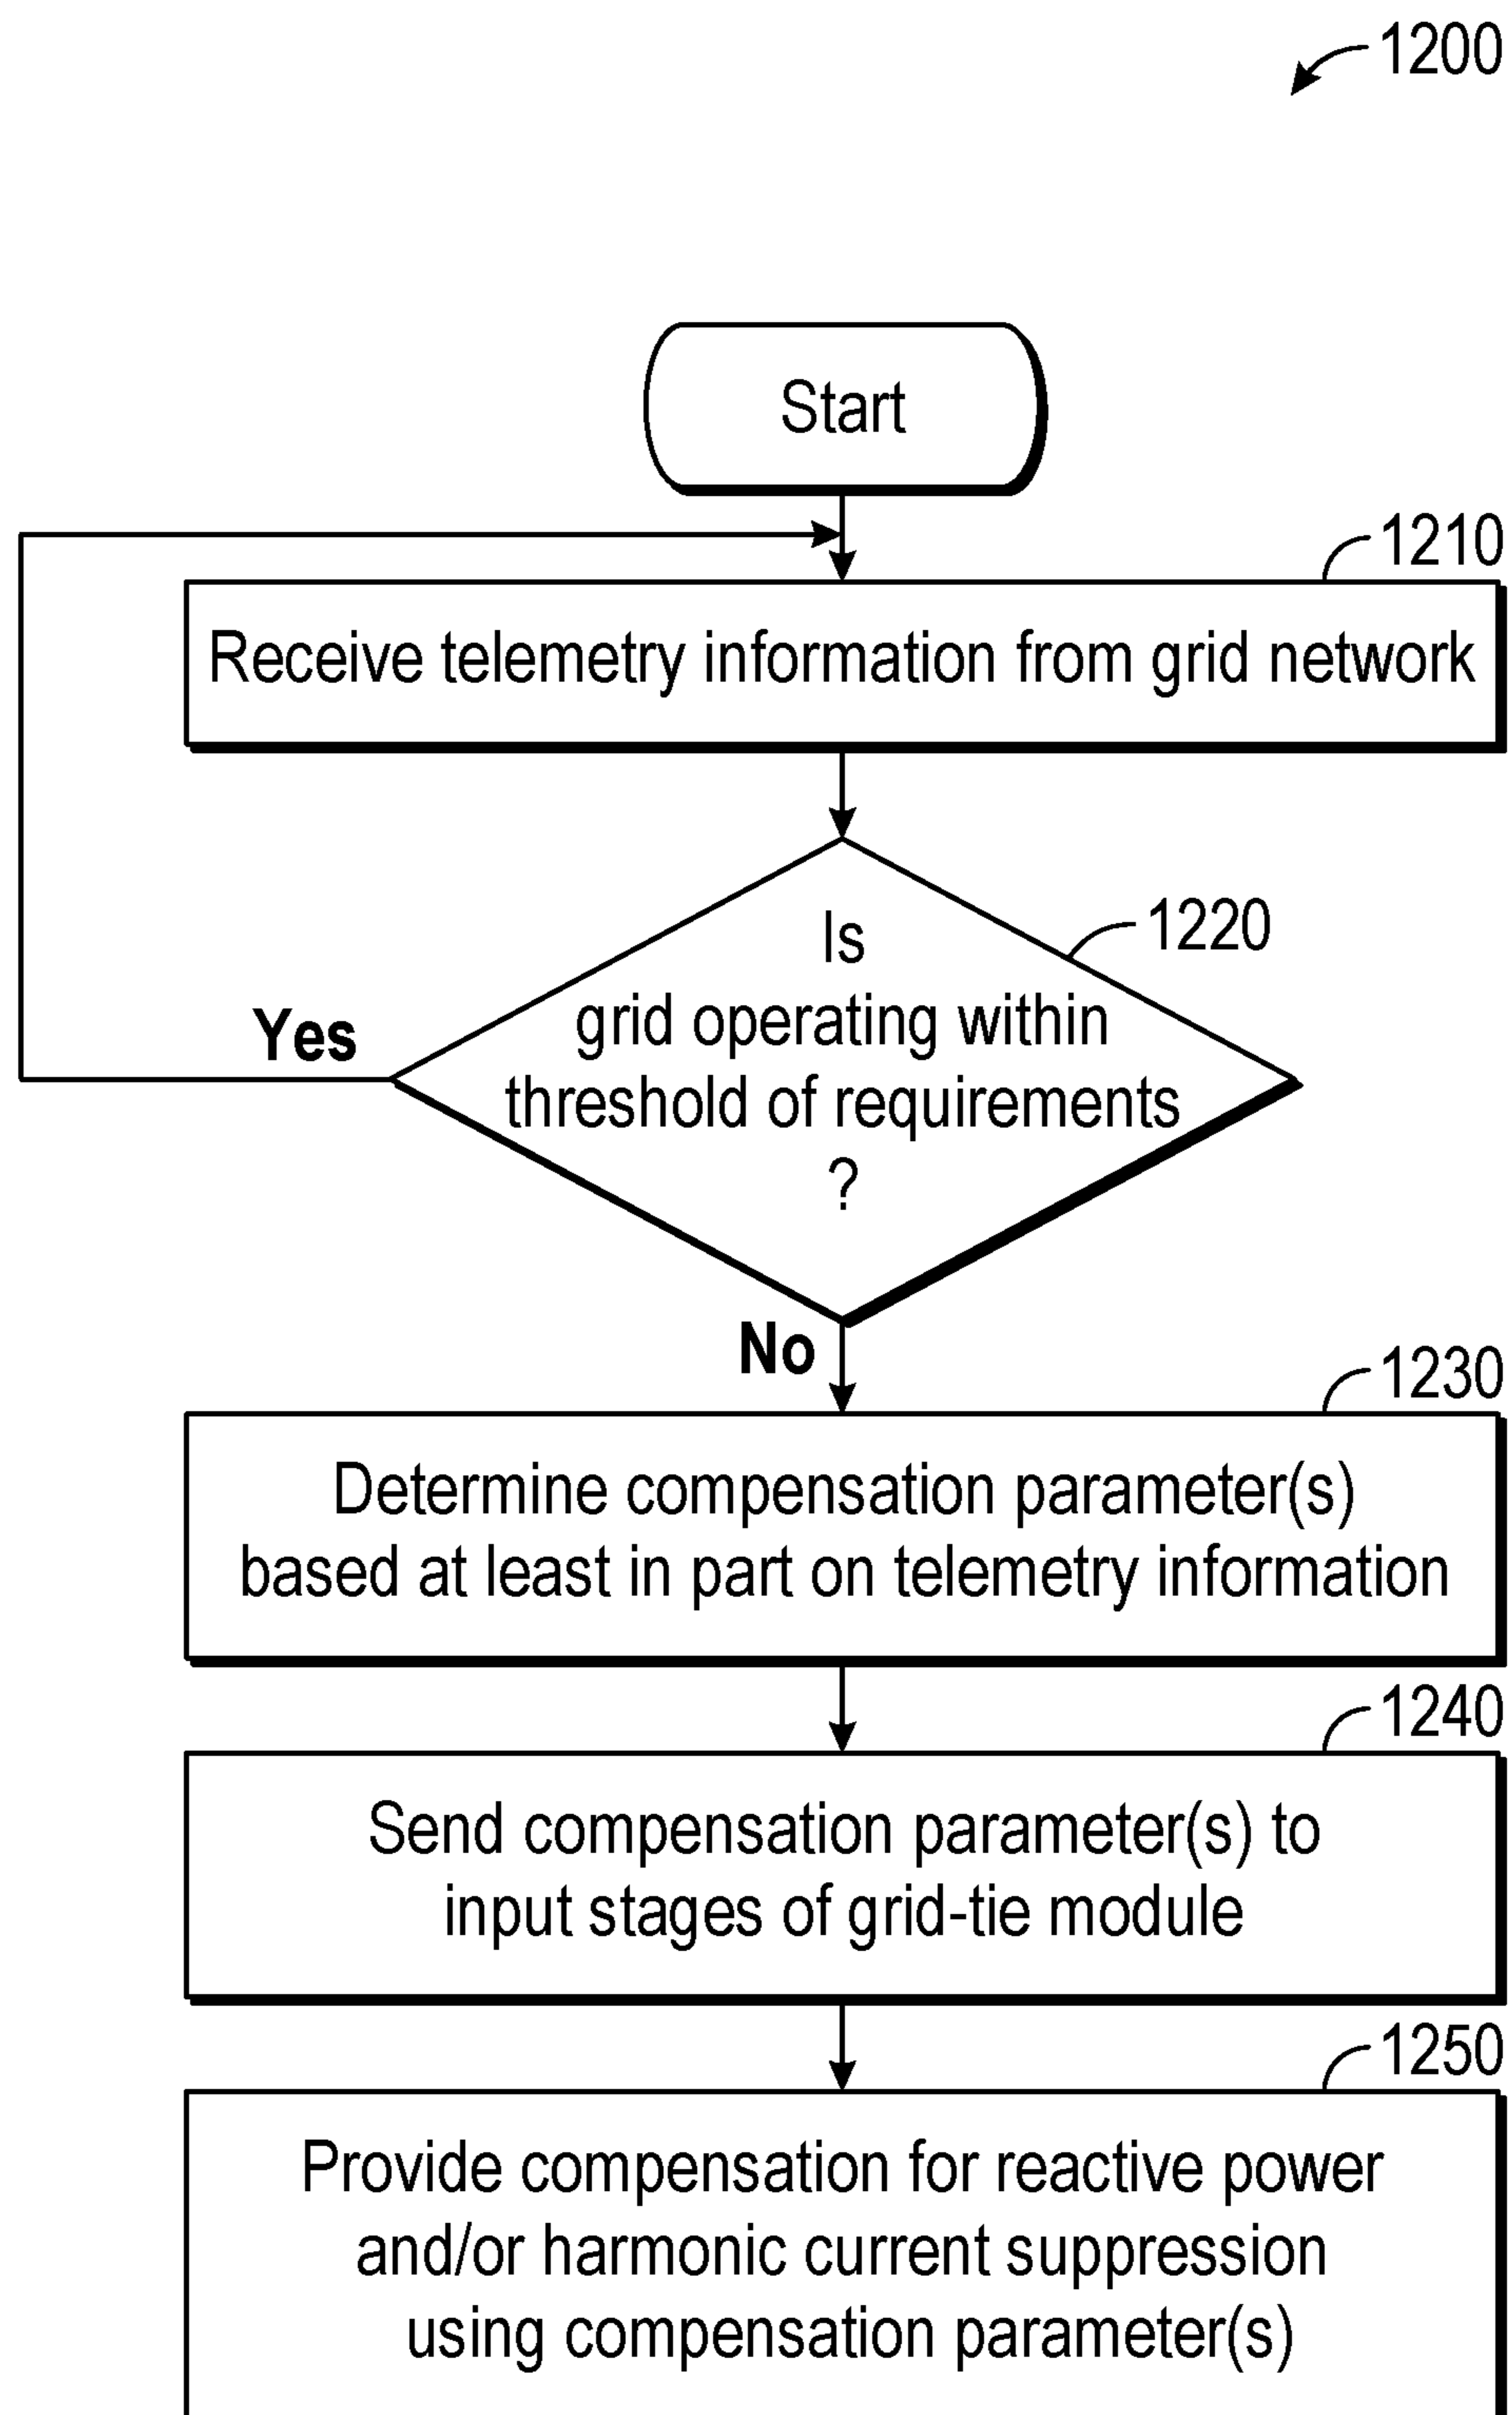 1200
Start
1210
Receive telemetry information from grid network
1220
Is
grid operating within
threshold of requirements
?
Yes
No
1230
Determine compensation parameter(s)
based at least in part on telemetry information
1240
Send compensation parameter(s) to
input stages of grid-tie module
1250
Provide compensation for reactive power
and/or harmonic current suppression
using compensation parameter(s)